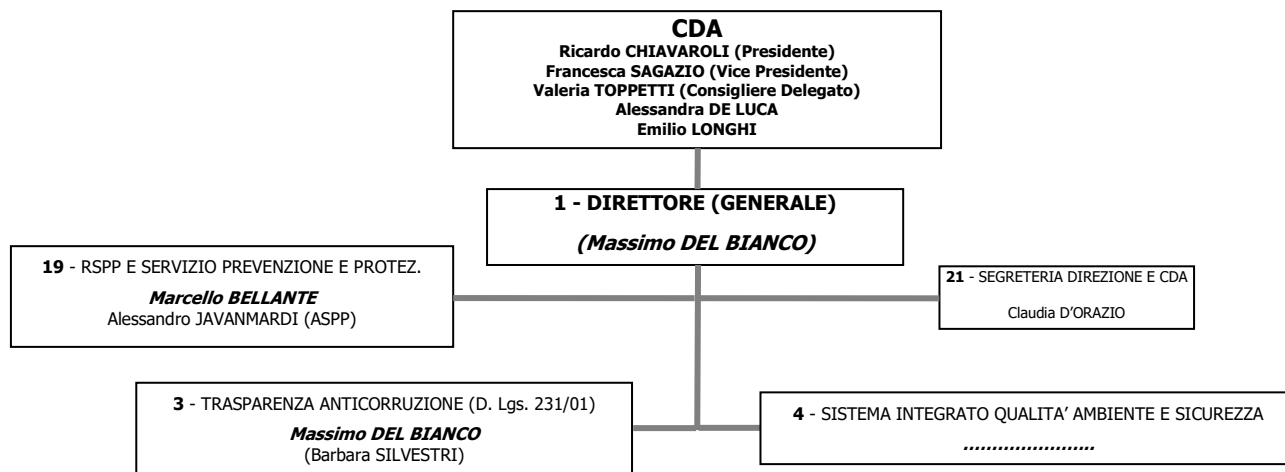 CDA
Ricardo CHIAVAROLI (Presidente)
Francesca SAGAZIO (Vice Presidente)
Valeria TOPPETTI (Consigliere Delegato)
Alessandra DE LUCA
Emilio LONGHI
1 - DIRETTORE (GENERALE)
(Massimo DEL BIANCO)
19 - RSPP E SERVIZIO PREVENZIONE E PROTEZ.
Marcello BELLANTE
Alessandro JAVANMARDI (ASPP)
21 - SEGRETERIA DIREZIONE E CDA
Claudia D'ORAZIO
3 - TRASPARENZA ANTICORRUZIONE (D. Lgs. 231/01)
Massimo DEL BIANCO
(Barbara SILVESTRI)
4 - SISTEMA INTEGRATO QUALITA' AMBIENTE E SICUREZZA
.......................